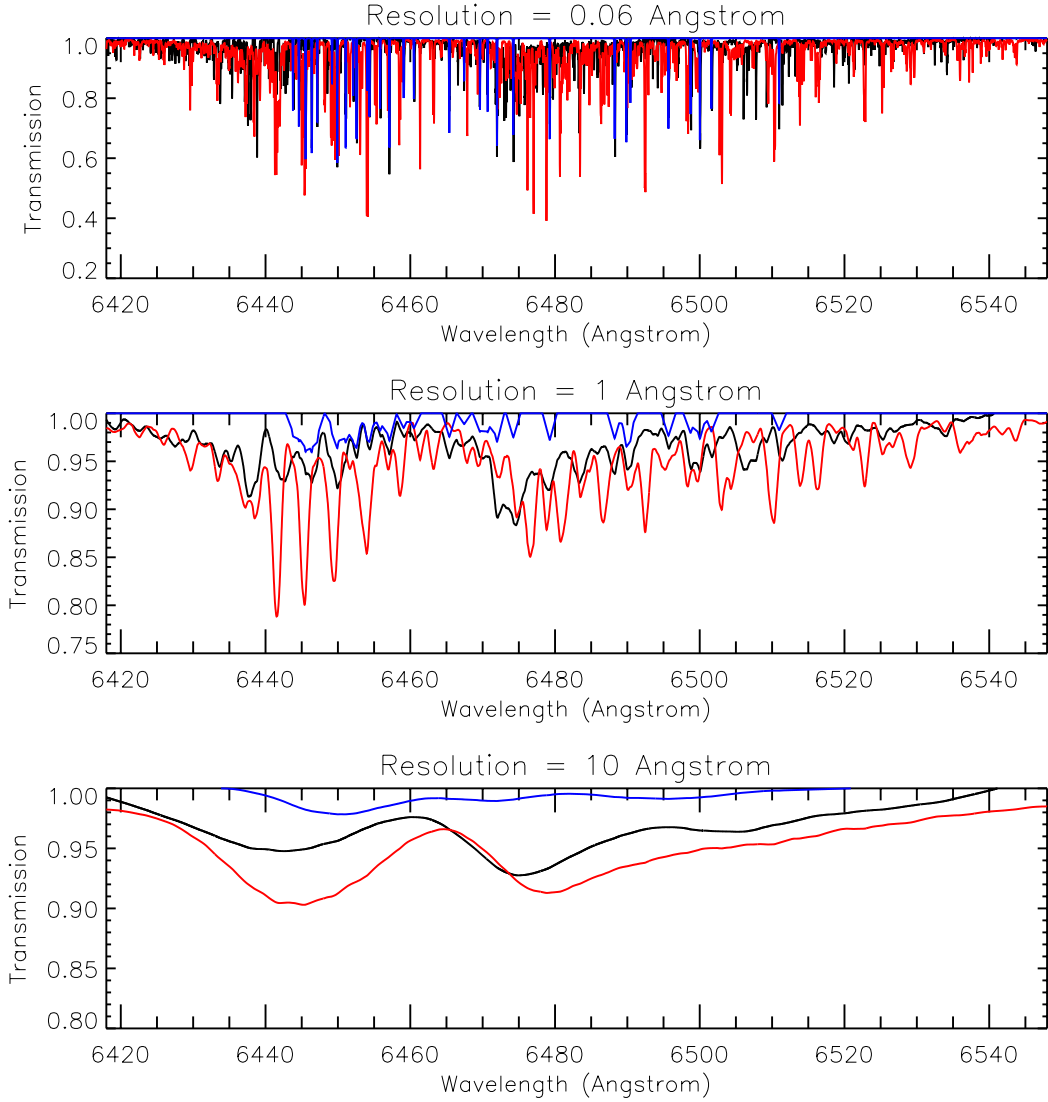 Resolution = 0.06 Angstrom
1.0
0.8
0.6
0.4
0.2
Transmission
6420 6440 6460 6480 6500 6520 6540
Wavelength (Angstrom)
Resolution = 1 Angstrom
1.00
0.95
0.90
0.85
0.80
0.75
Transmission
6420 6440 6460 6480 6500 6520 6540
Wavelength (Angstrom)
Resolution = 10 Angstrom
1.00
0.95
0.90
0.85
0.80
Transmission
6420 6440 6460 6480 6500 6520 6540
Wavelength (Angstrom)